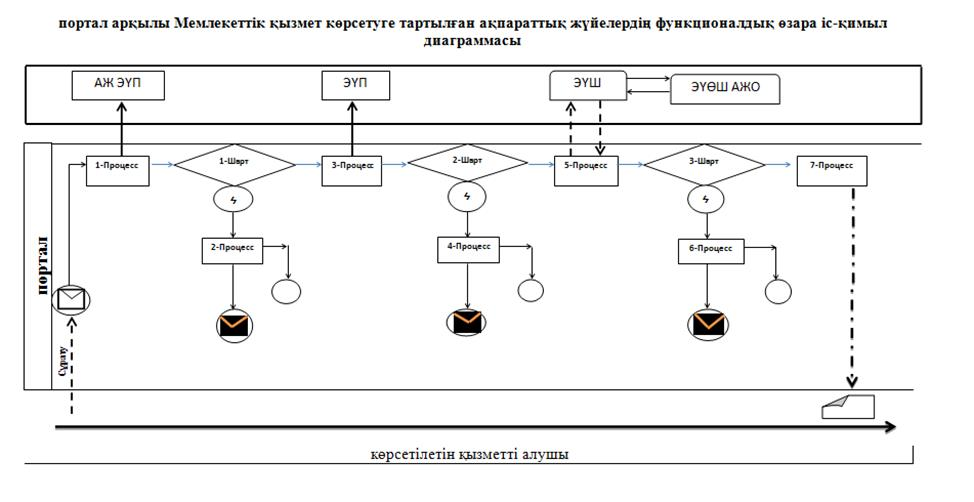 портал арқылы Мемлекеттік қызмет көрсетуге тартылған ақпараттық жүйелердің функционалдық өзара іс-қимыл
диаграммасы
АЖ ЭҮП
ЭҮП
ЭҮШ
ЭҮӨШ АЖО
1-Процесс
1-Шарт
3-Процесс
2-Шарт
5-Процесс
3-Шарт
7-Процесс
2-Процесс
4-Процесс
6-Процесс
портал
Сұрату
көрсетілетін қызметті алушы